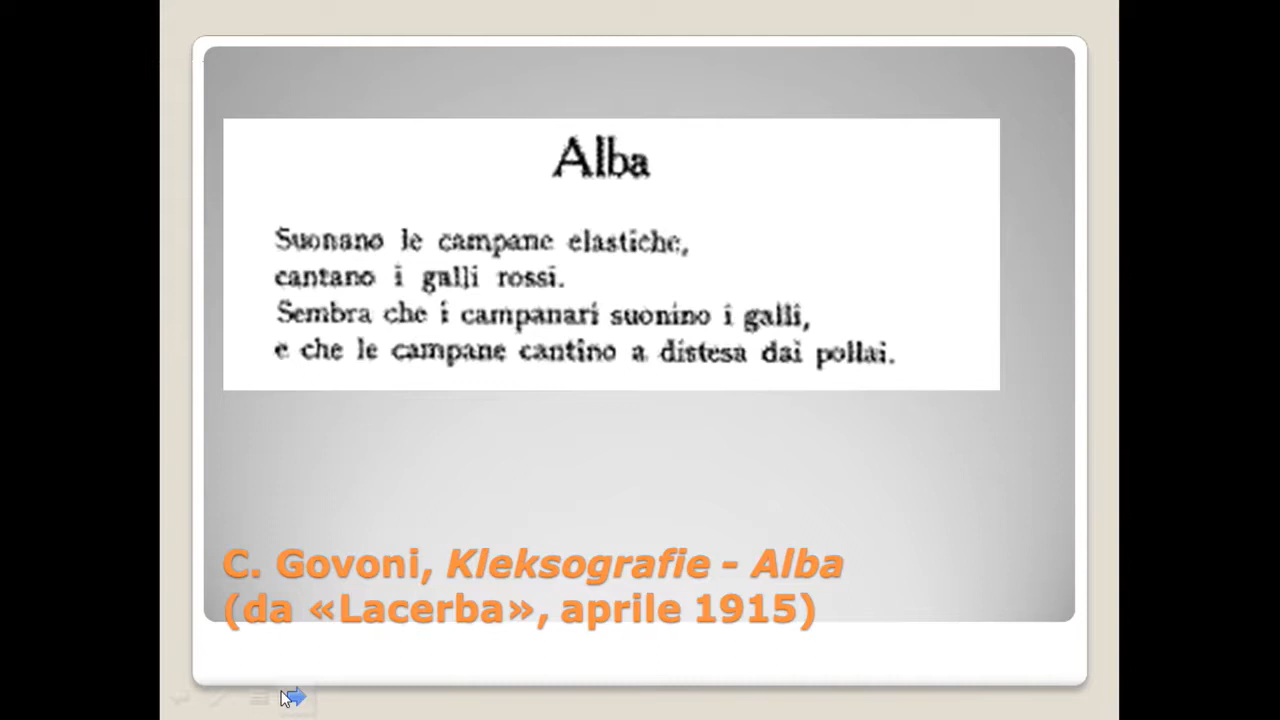 Alba
Suonano le campane elastiche,
cantano i galli rossi.
Sembra che i campanari suonino i galli,
e che le campane cantino a distesa dai pollai.
C. Govoni, Kleksografie - Alba
(da «Lacerba», aprile 1915)